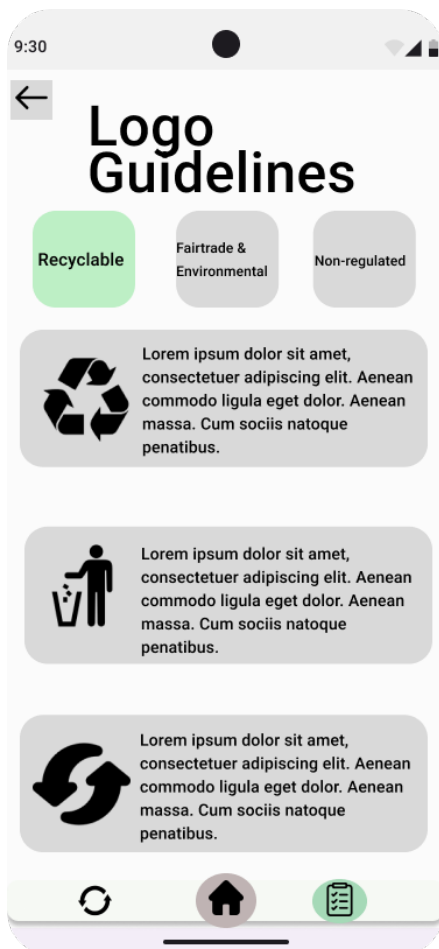 9:30
Logo
Guidelines
Recyclable
Fairtrade &
Environmental
Non-regulated
Lorem ipsum dolor sit amet,
consectetuer adipiscing elit. Aenean
commodo ligula eget dolor. Aenean
massa. Cum sociis natoque
penatibus.
Lorem ipsum dolor sit amet,
consectetuer adipiscing elit. Aenean
commodo ligula eget dolor. Aenean
massa. Cum sociis natoque
penatibus.
Lorem ipsum dolor sit amet,
consectetuer adipiscing elit. Aenean
commodo ligula eget dolor. Aenean
massa. Cum sociis natoque
penatibus.